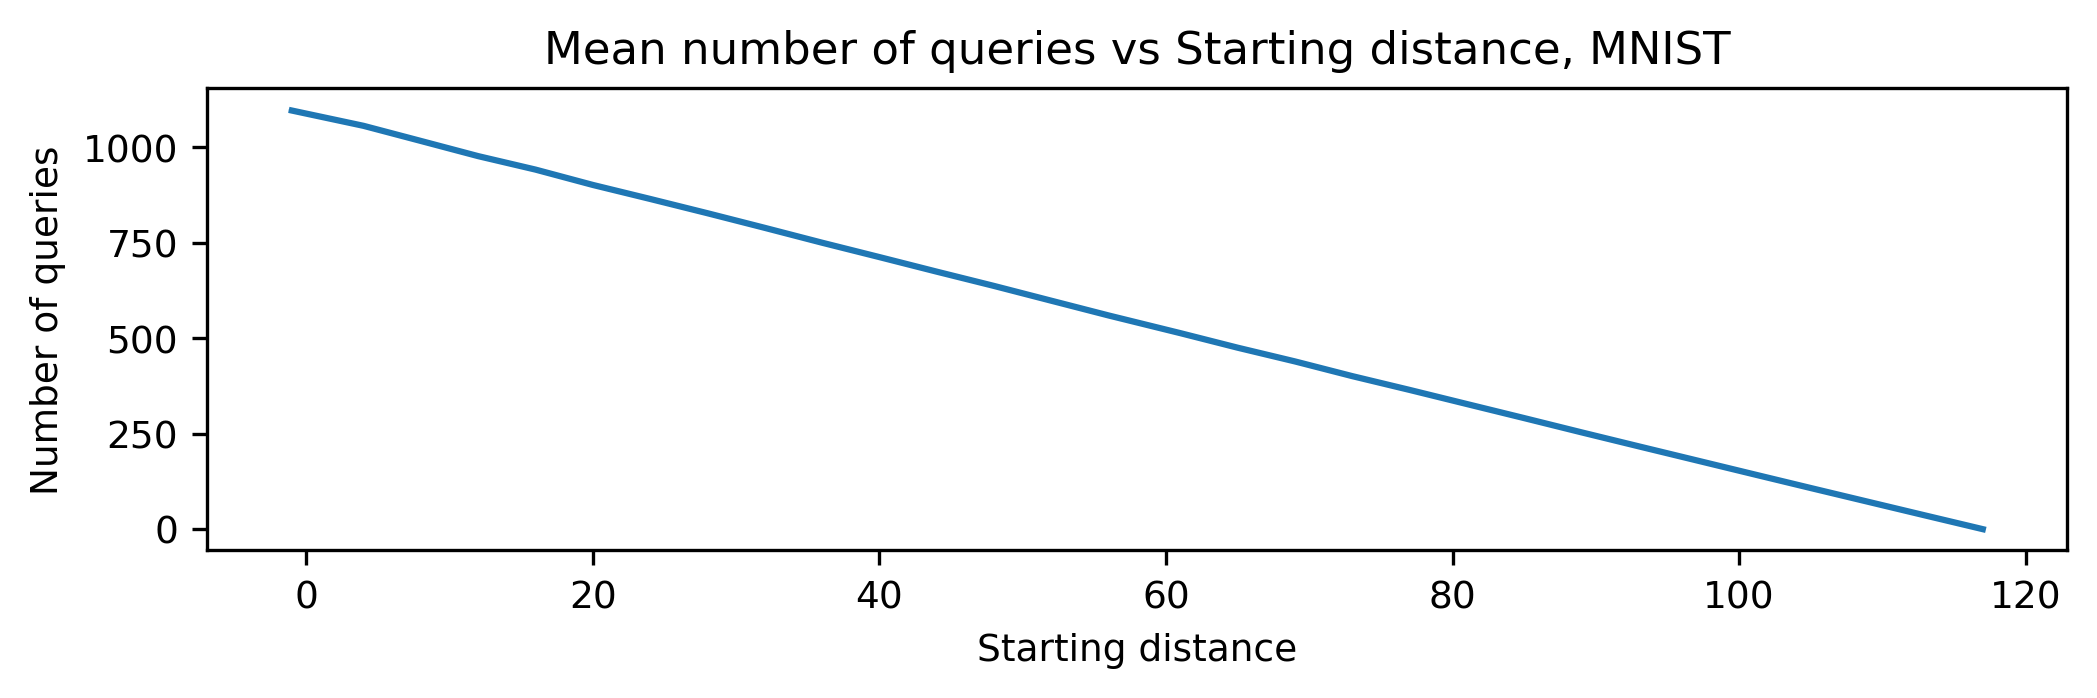 Mean number of queries vs Starting distance, MNIST
Number of queries
1000
750
500
250
0
0 20 40 60 80 100 120
Starting distance